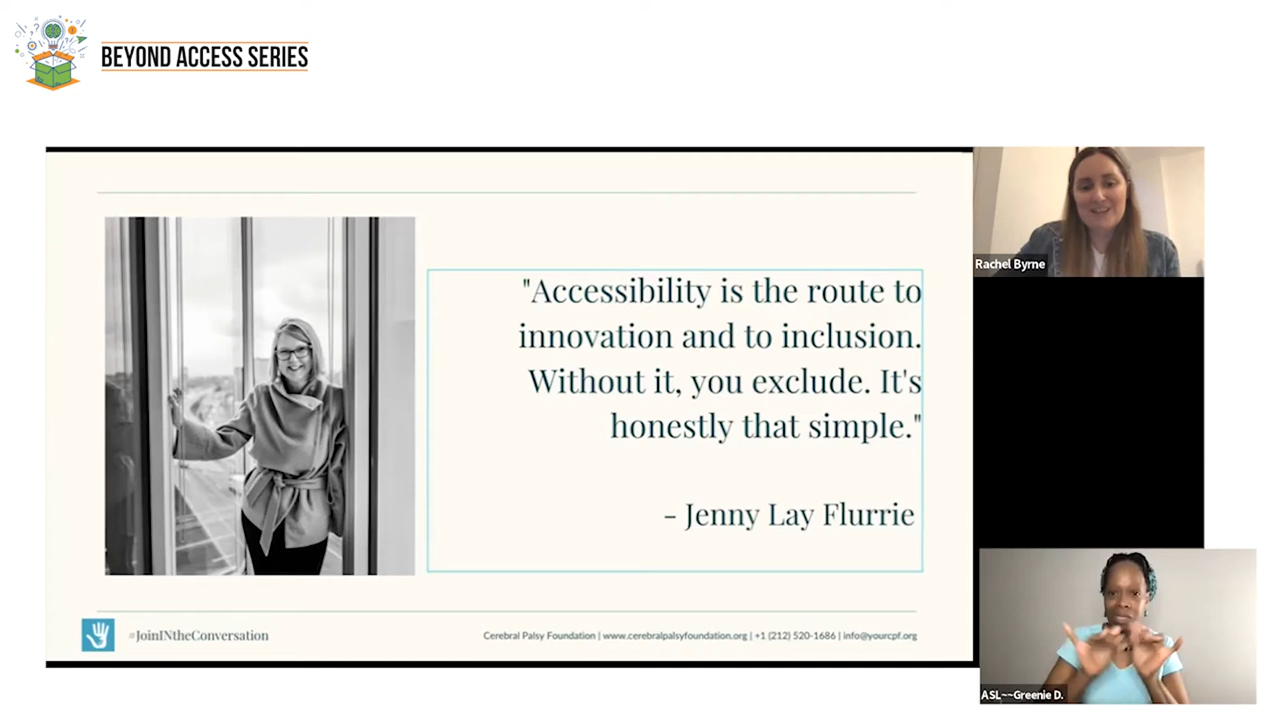 BEYOND ACCESS SERIES
"Accessibility is the route to
innovation and to inclusion.
Without it, you exclude. It's
honestly that simple."
- Jenny Lay Flurrie
#JoinINtheConversation
Cerebral Palsy Foundation | www.cerebralpalsyfoundation.org | +1 (212) 520-1686 | info@yourcpf.org
Rachel Byrne
ASL~~Greenie D.